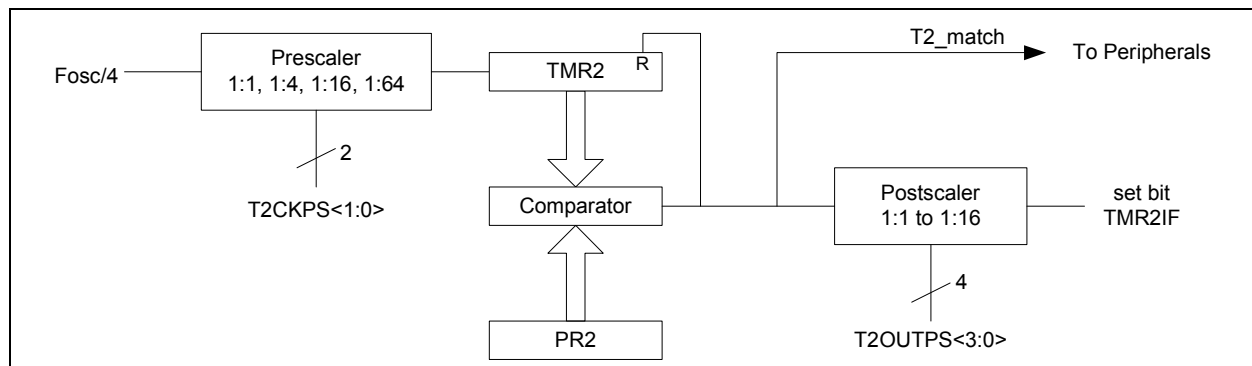 T2_match
To Peripherals
Fosc/4
Prescaler
1:1, 1:4, 1:16, 1:64
TMR2
R
2
T2CKPS<1:0>
Comparator
Postscaler
1:1 to 1:16
set bit
TMR2IF
4
T2OUTPS<3:0>
PR2